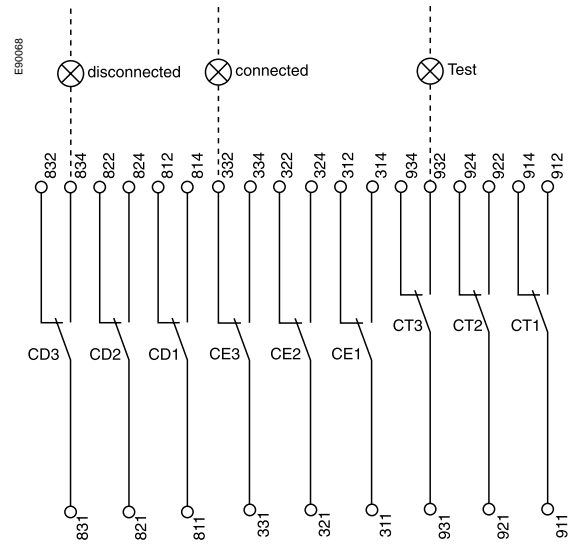 E90068
disconnected
connected
Test
832
834
822
824
812
814
332
334
322
324
312
314
934
932
924
922
914
912
CD3
CD2
CD1
CE3
CE2
CE1
CT3
CT2
CT1
831
821
811
331
321
311
931
921
911